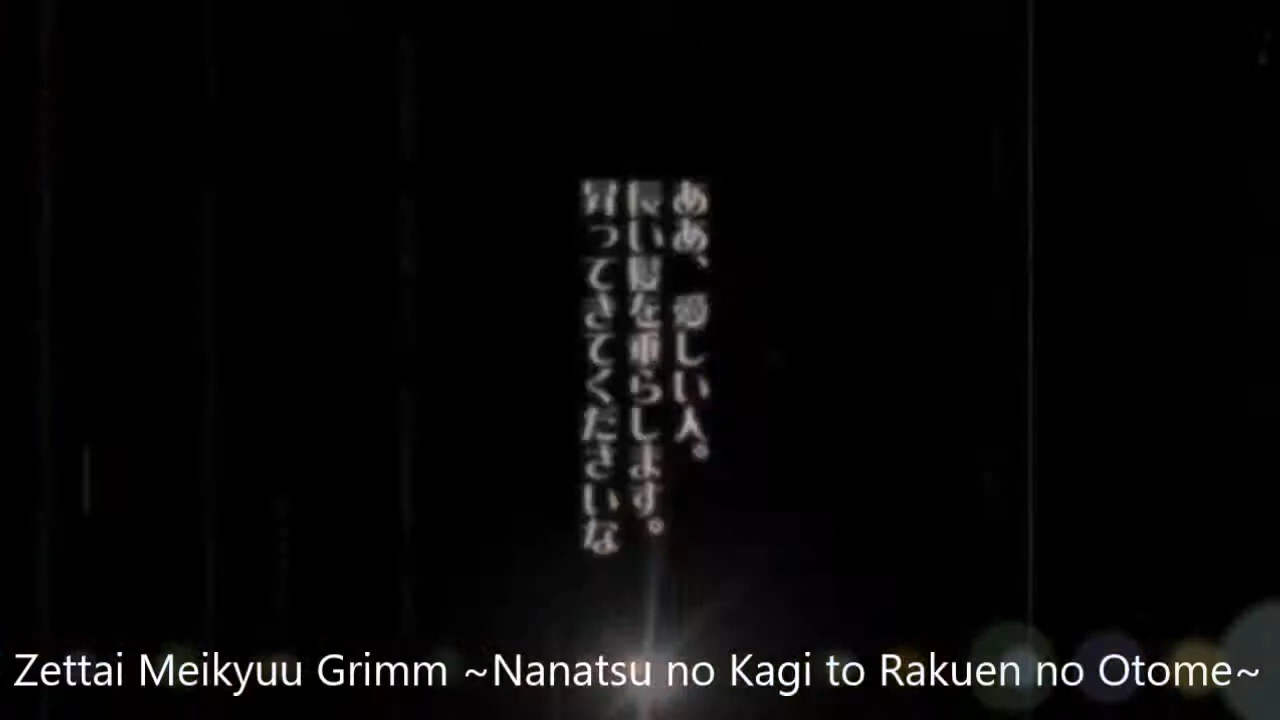 ああ、愛しい人。
長い髪を垂らします。
昇ってきてくださいな
Zettai Meikyuu Grimm ~Nanatsu no Kagi to Rakuen no Otome~